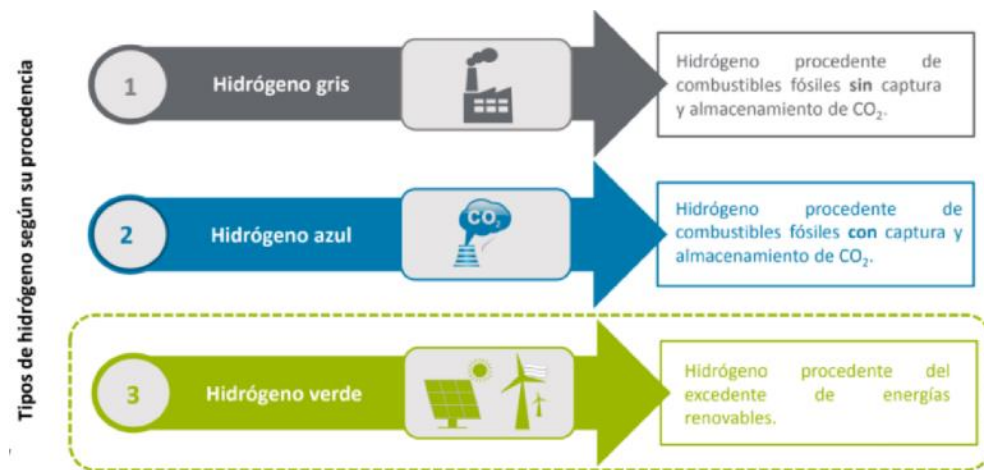 Tipos de hidrógeno según su procedencia
1
Hidrógeno gris
Hidrógeno procedente de
combustibles fósiles sin captura
y almacenamiento de CO₂.
2
Hidrógeno azul
CO₂
Hidrógeno procedente de
combustibles fósiles con captura y
almacenamiento de CO₂.
3
Hidrógeno verde
Hidrógeno procedente del
excedente de energías
renovables.